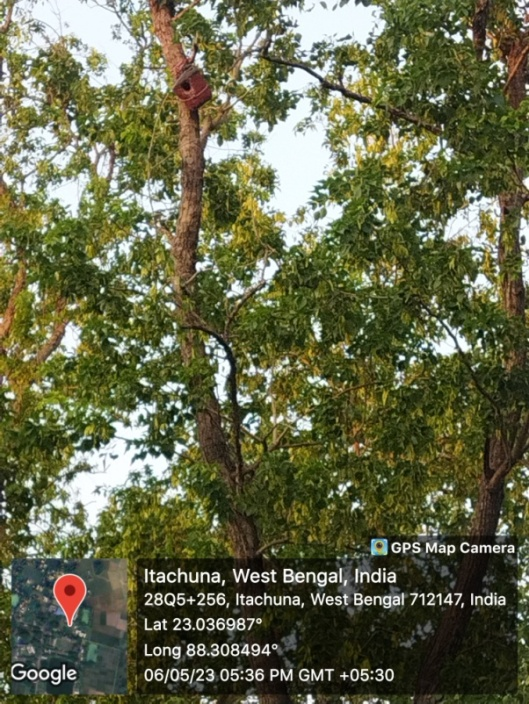 GPS Map Camera
Itachuna, West Bengal, India
28Q5+256, Itachuna, West Bengal 712147, India
Lat 23.036987°
Long 88.308494°
06/05/23 05:36 PM GMT +05:30
Google